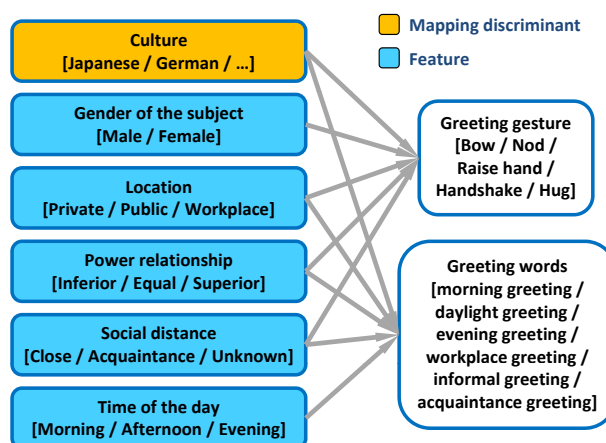 Culture
[Japanese / German / …]
Mapping discriminant
Feature
Gender of the subject
[Male / Female]
Location
[Private / Public / Workplace]
Power relationship
[Inferior / Equal / Superior]
Social distance
[Close / Acquaintance / Unknown]
Time of the day
[Morning / Afternoon / Evening]
Greeting gesture
[Bow / Nod /
Raise hand /
Handshake / Hug]
Greeting words
[morning greeting /
daylight greeting /
evening greeting /
workplace greeting /
informal greeting /
acquaintance greeting]